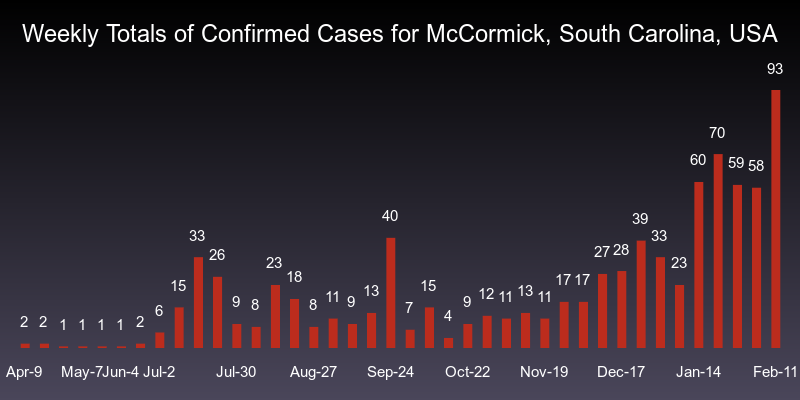 Weekly Totals of Confirmed Cases for McCormick, South Carolina, USA
2 2 1 1 1 1 2 6 15 33 26 9 8 23 18 8 11 9 13 40 7 15 4 9 12 11 13 11 17 17 27 28 39 33 23 60 70 59 58 93
Apr-9 May-7 Jun-4 Jul-2 Jul-30 Aug-27 Sep-24 Oct-22 Nov-19 Dec-17 Jan-14 Feb-11